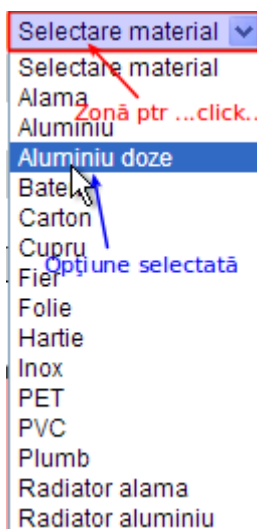 Selectare material
Selectare material
Alama
Zonă ptr ...click..
Aluminiu
Aluminiu doze
Carton
Cupru
Opţiune selectată
Fier
Folie
Hartie
Inox
PET
PVC
Plumb
Radiator alama
Radiator aluminiu